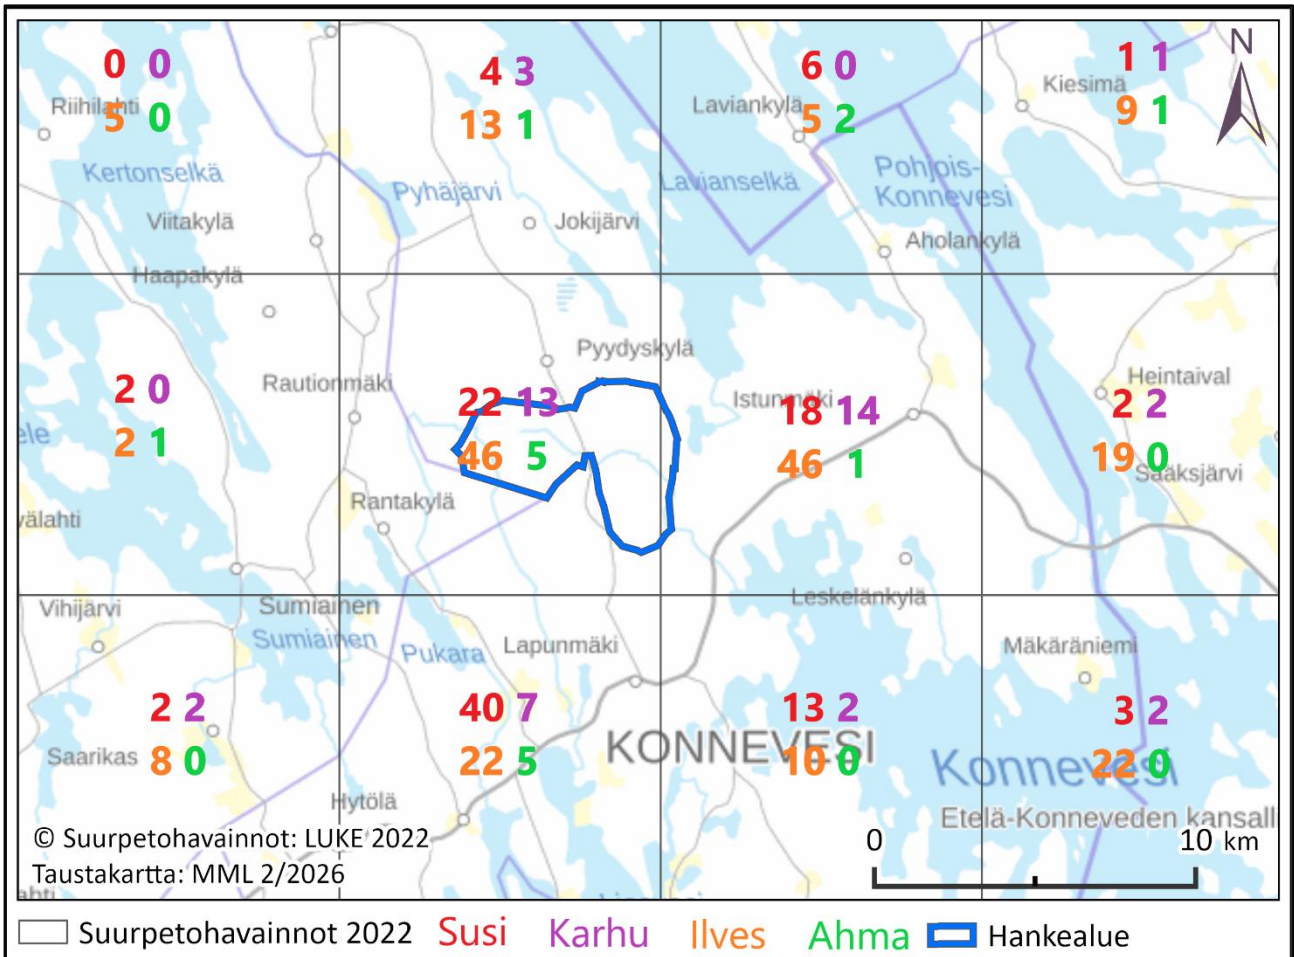 0 0
5 0
Riihilahti
4 3
13 1
6 0
5 2
Laviankylä
1 1
9 1
Kiesimä
N
Kertonselkä
Viitakylä
Haapakylä
Pyhäjärvi
Jokijärvi
Lavianselkä
Pohjois-
Konnevesi
Aholankylä
2 0
2 1
Rautionmäki
Pyydyskylä
22 13
46 5
Istunmäki
18 14
46 1
Heintaival
2 2
19 0
Sääksjärvi
ele
Rantakylä
välahti
Leskelänkylä
Vihijärvi
Sumiainen
Sumiainen
Pukara
Lapunmäki
Mäkäräniemi
2 2
8 0
Saarikas
40 7
22 5
13 2
10 0
KONNEVESI
3 2
22 0
Konnevesi
Hytölä
Etelä-Konneveden kansalli
© Suurpetohavainnot: LUKE 2022
Taustakartta: MML 2/2026
0 10 km
ahti
Suurpetohavainnot 2022 Susi Karhu Ilves Ahma Hankealue